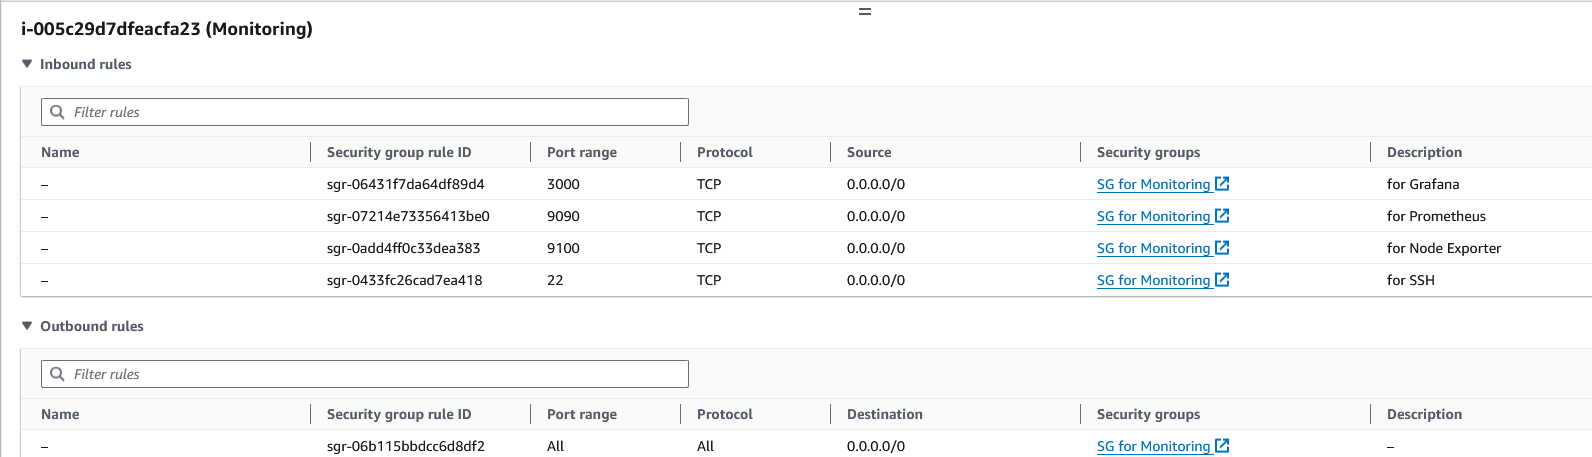 i-005c29d7dfeacfa23 (Monitoring)
Inbound rules
Filter rules
Name Security group rule ID Port range Protocol Source Security groups Description
– sgr-06431f7da64df89d4 3000 TCP 0.0.0.0/0 SG for Monitoring for Grafana
– sgr-07214e73356413be0 9090 TCP 0.0.0.0/0 SG for Monitoring for Prometheus
– sgr-0add4ff0c33dea383 9100 TCP 0.0.0.0/0 SG for Monitoring for Node Exporter
– sgr-0433fc26cad7ea418 22 TCP 0.0.0.0/0 SG for Monitoring for SSH
Outbound rules
Filter rules
Name Security group rule ID Port range Protocol Destination Security groups Description
– sgr-06b115bbdcc6d8df2 All All 0.0.0.0/0 SG for Monitoring –